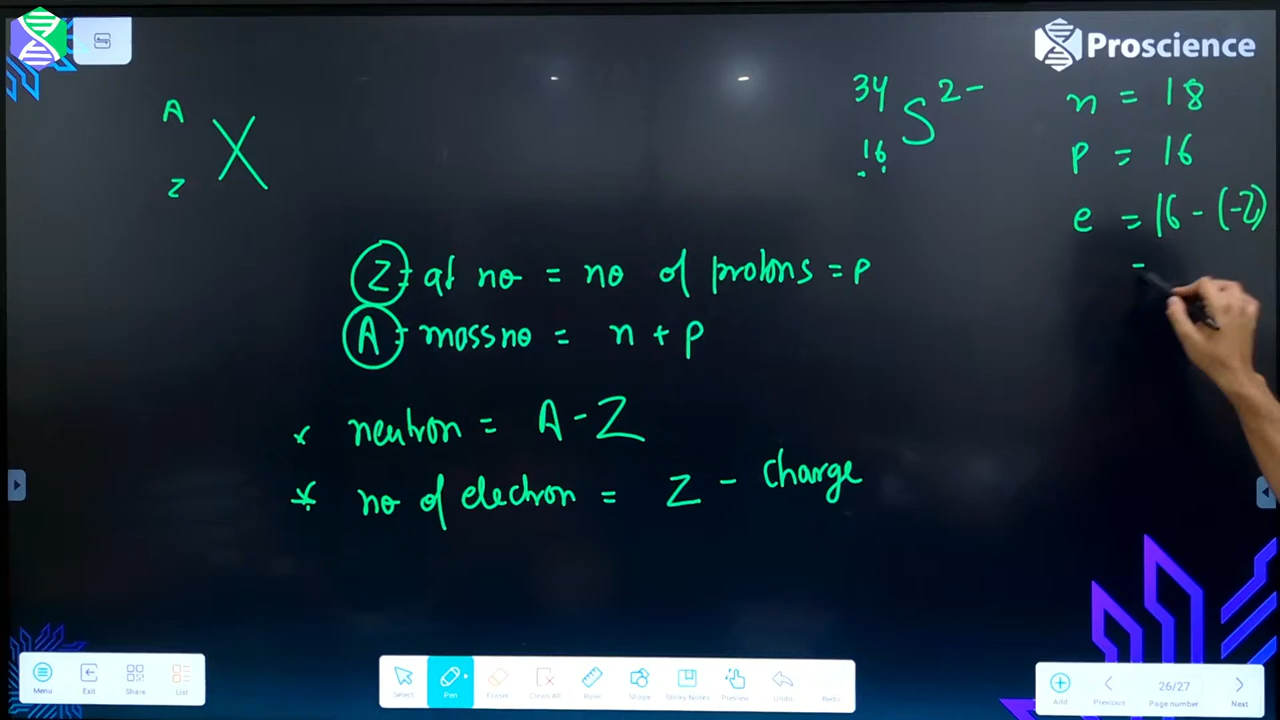 Proscience
A
Z X
34
16 S 2-
n = 18
p = 16
e = 16 - (-2)
=
Z = at no = no of protons = p
A = mass no = n + p
* neutron = A - Z
* no of electron = Z - Charge
Menu Exit Share List
Select Pen Eraser Clean All Ruler Shape Sticky Notes Preview Undo Redo
Add Previous 26/27 Page number Next